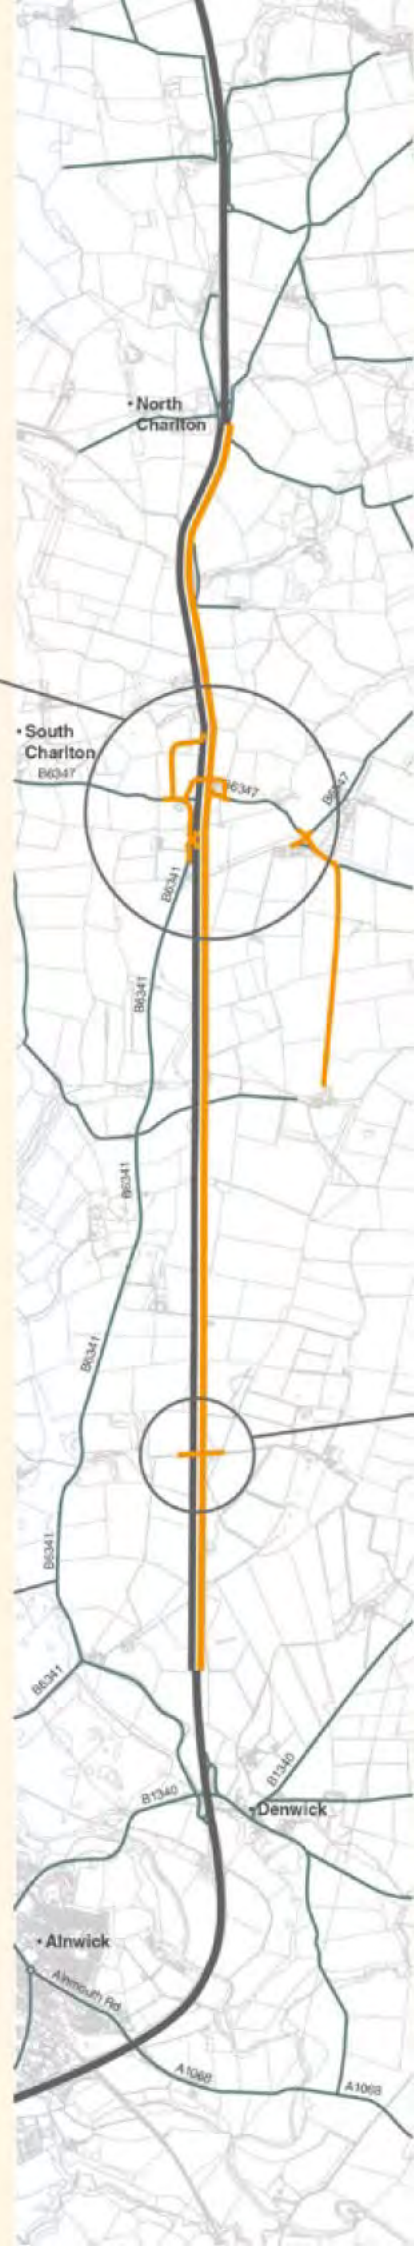 • North
Charlton
• South
Charlton
B6347
B6347
B6347
B6341
B6341
B6341
B6341
B6341
B6341
B1340
B1340
Denwick
• Alnwick
Alnmouth Rd
A1068
A1068